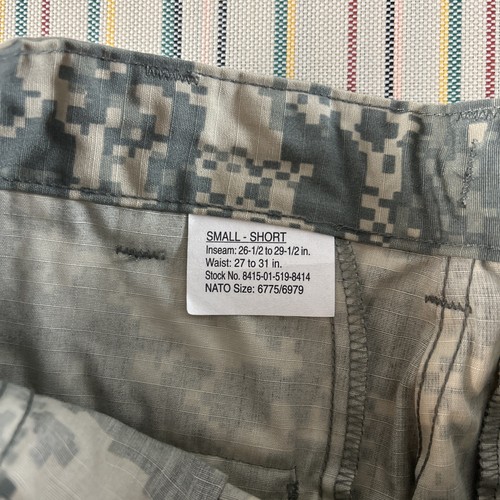 SMALL - SHORT
Inseam: 26-1/2 to 29-1/2 in.
Waist: 27 to 31 in.
Stock No. 8415-01-519-8414
NATO Size: 6775/6979